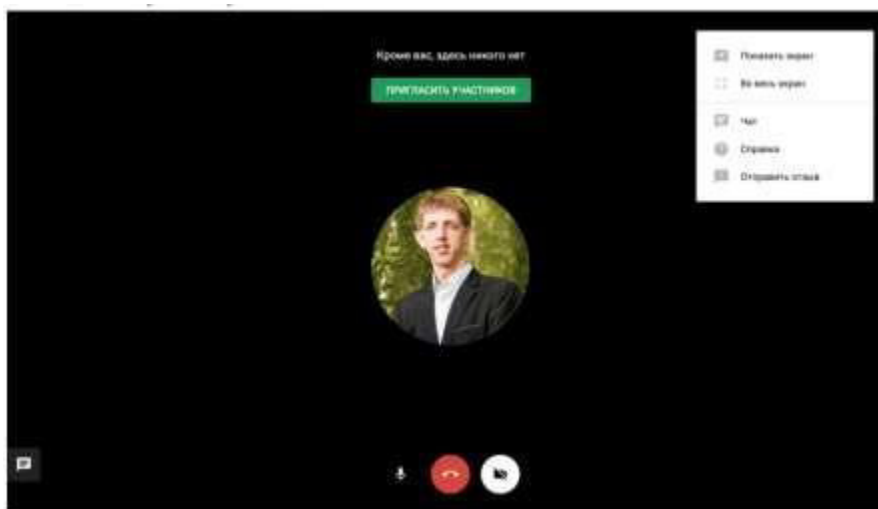 Кроме вас, здесь никого нет
ПРИГЛАСИТЬ УЧАСТНИКОВ
Показать экран
Во весь экран
Чат
Справка
Отправить отзыв